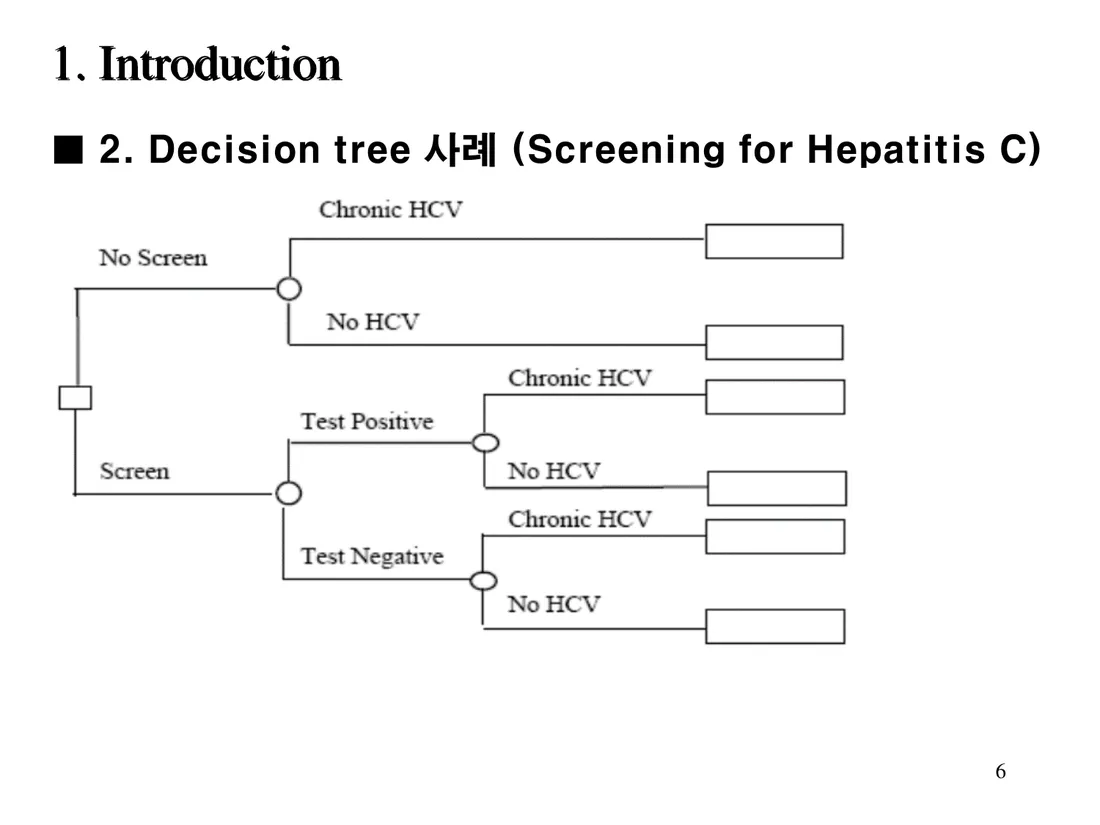 1. Introduction
■ 2. Decision tree 사례 (Screening for Hepatitis C)
Chronic HCV
No Screen
No HCV
Chronic HCV
Test Positive
Screen
No HCV
Chronic HCV
Test Negative
No HCV
6